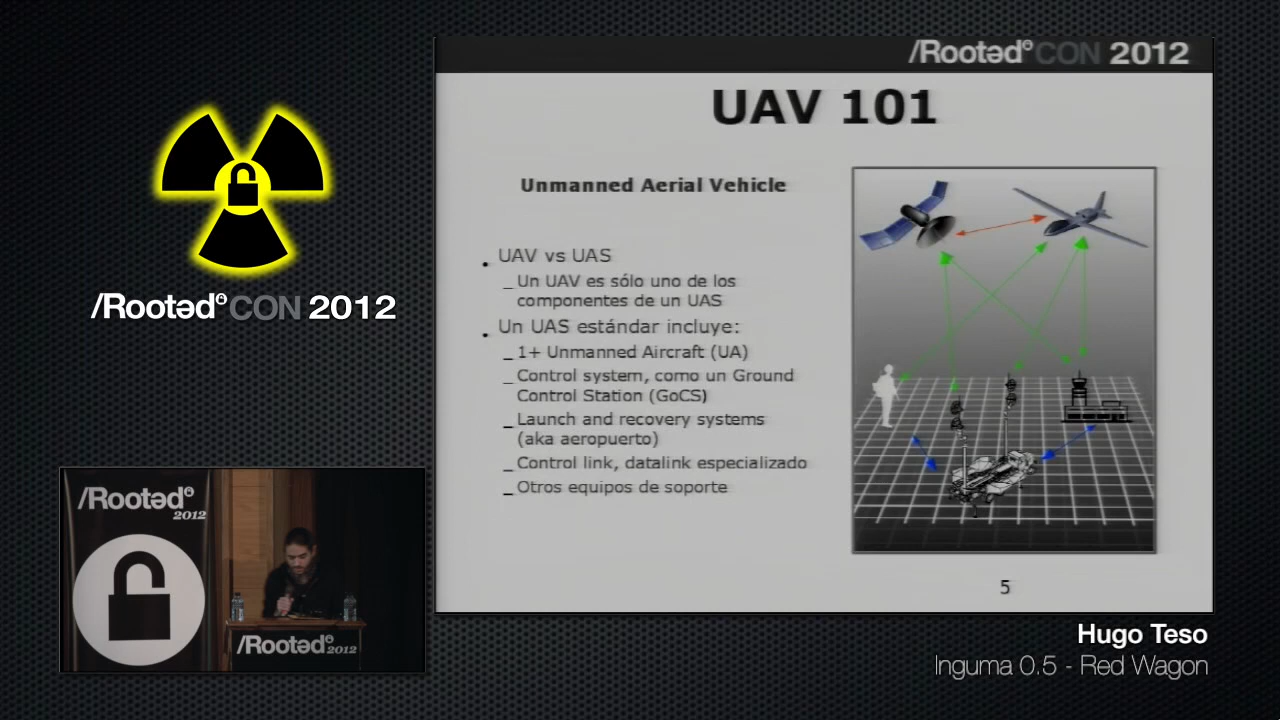 /Rootəd CON 2012
UAV 101
Unmanned Aerial Vehicle
UAV vs UAS
_ Un UAV es sólo uno de los
componentes de un UAS
Un UAS estándar incluye:
_ 1+ Unmanned Aircraft (UA)
_ Control system, como un Ground
Control Station (GoCS)
_ Launch and recovery systems
(aka aeropuerto)
_ Control link, datalink especializado
_ Otros equipos de soporte
5
/Rootəd CON 2012
/Rootəd
2012
/Rootəd 2012
Hugo Teso
Inguma 0.5 - Red Wagon